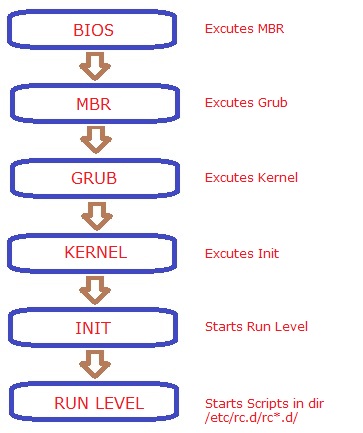 BIOS Excutes MBR
MBR Excutes Grub
GRUB Excutes Kernel
KERNEL Excutes Init
INIT Starts Run Level
RUN LEVEL Starts Scripts in dir
/etc/rc.d/rc*.d/